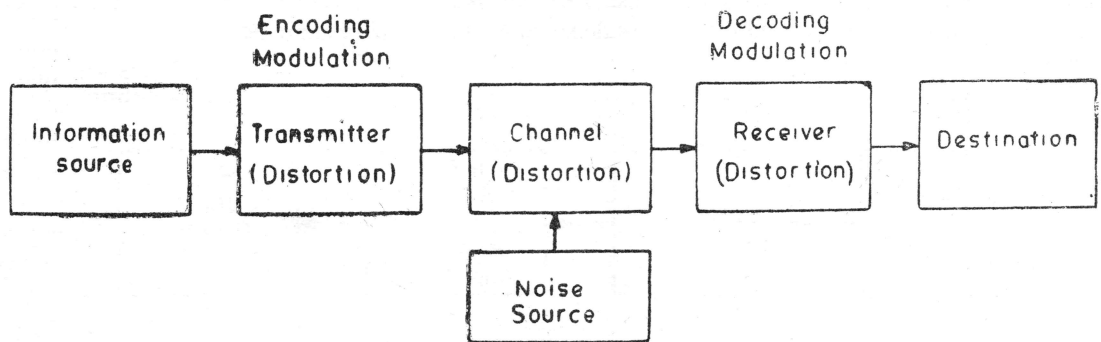 Encoding
Modulation
Decoding
Modulation
Information
source
Transmitter
(Distortion)
Channel
(Distortion)
Receiver
(Distortion)
Destination
Noise
Source